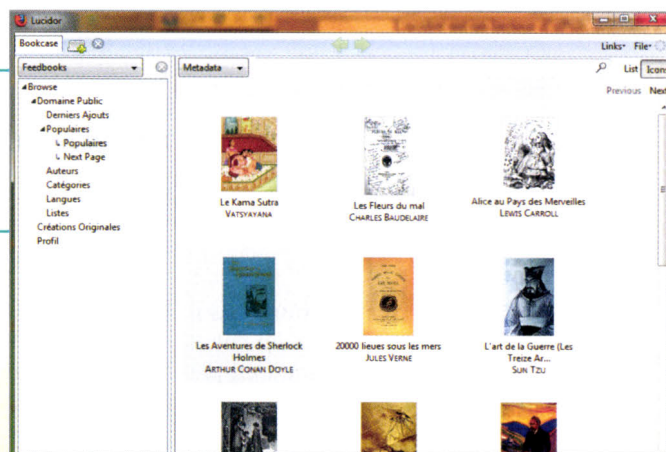 Lucidor
Bookcase
Links
File
Feedbooks
Metadata
List
Icons
Previous
Next
Browse
Domaine Public
Derniers Ajouts
Populaires
Populaires
Next Page
Auteurs
Catégories
Langues
Listes
Créations Originales
Profil
Le Kama Sutra
VATSYAYANA
Les Fleurs du mal
CHARLES BAUDELAIRE
Alice au Pays des Merveilles
LEWIS CARROLL
Les Aventures de Sherlock
Holmes
ARTHUR CONAN DOYLE
20000 lieues sous les mers
JULES VERNE
L'art de la Guerre (Les
Treize Ar...
SUN TZU